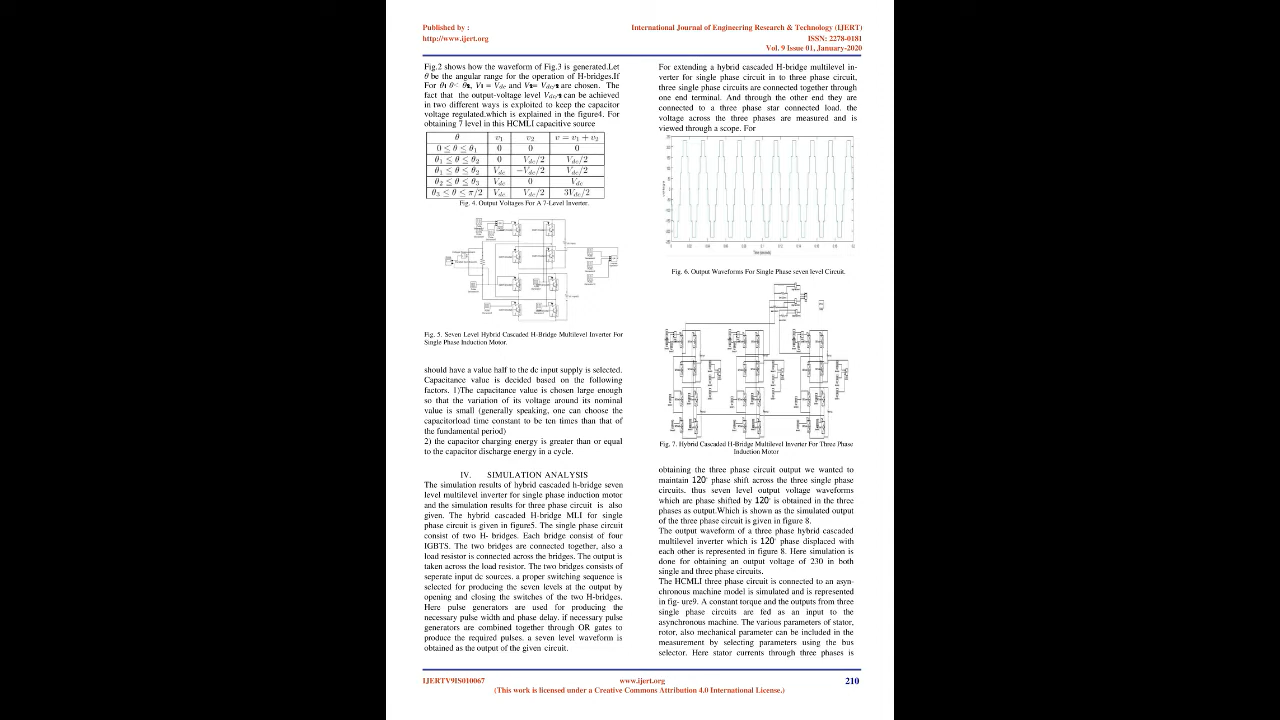 Published by :
http://www.ijert.org
International Journal of Engineering Research & Technology (IJERT)
ISSN: 2278-0181
Vol. 9 Issue 01, January-2020
Fig.2 shows how the waveform of Fig.3 is generated.Let
θ be the angular range for the operation of H-bridges.If
For θ1 θ< θ2, V1 = Vdc and V2= Vdc/2 are chosen. The
fact that the output-voltage level Vdc/2 can be achieved
in two different ways is exploited to keep the capacitor
voltage regulated.which is explained in the figure4. For
obtaining 7 level in this HCMLI capacitive source
θ v1 v2 v = v1 + v2
0 ≤ θ ≤ θ1 0 0 0
θ1 ≤ θ ≤ θ2 0 Vdc/2 Vdc/2
θ1 ≤ θ ≤ θ2 Vdc −Vdc/2 Vdc/2
θ2 ≤ θ ≤ θ3 Vdc 0 Vdc
θ3 ≤ θ ≤ π/2 Vdc Vdc/2 3Vdc/2
Fig. 4. Output Voltages For A 7-Level Inverter.
Fig. 5. Seven Level Hybrid Cascaded H-Bridge Multilevel Inverter For
Single Phase Induction Motor.
should have a value half to the dc input supply is selected.
Capacitance value is decided based on the following
factors. 1)The capacitance value is chosen large enough
so that the variation of its voltage around its nominal
value is small (generally speaking, one can choose the
capacitorload time constant to be ten times than that of
the fundamental period)
2) the capacitor charging energy is greater than or equal
to the capacitor discharge energy in a cycle.
IV. SIMULATION ANALYSIS
The simulation results of hybrid cascaded h-bridge seven
level multilevel inverter for single phase induction motor
and the simulation results for three phase circuit is also
given. The hybrid cascaded H-bridge MLI for single
phase circuit is given in figure5. The single phase circuit
consist of two H- bridges. Each bridge consist of four
IGBTS. The two bridges are connected together, also a
load resistor is connected across the bridges. The output is
taken across the load resistor. The two bridges consists of
seperate input dc sources. a proper switching sequence is
selected for producing the seven levels at the output by
opening and closing the switches of the two H-bridges.
Here pulse generators are used for producing the
necessary pulse width and phase delay. if necessary pulse
generators are combined together through OR gates to
produce the required pulses. a seven level waveform is
obtained as the output of the given circuit.
For extending a hybrid cascaded H-bridge multilevel in-
verter for single phase circuit in to three phase circuit,
three single phase circuits are connected together through
one end terminal. And through the other end they are
connected to a three phase star connected load. the
voltage across the three phases are measured and is
viewed through a scope. For
Time (seconds)
Fig. 6. Output Waveforms For Single Phase seven level Circuit.
Fig. 7. Hybrid Cascaded H-Bridge Multilevel Inverter For Three Phase
Induction Motor
obtaining the three phase circuit output we wanted to
maintain 120◦ phase shift across the three single phase
circuits. thus seven level output voltage waveforms
which are phase shifted by 120◦ is obtained in the three
phases as output.Which is shown as the simulated output
of the three phase circuit is given in figure 8.
The output waveform of a three phase hybrid cascaded
multilevel inverter which is 120◦ phase displaced with
each other is represented in figure 8. Here simulation is
done for obtaining an output voltage of 230 in both
single and three phase circuits.
The HCMLI three phase circuit is connected to an asyn-
chronous machine model is simulated and is represented
in fig- ure9. A constant torque and the outputs from three
single phase circuits are fed as an input to the
asynchronous machine. The various parameters of stator,
rotor, also mechanical parameter can be included in the
measurement by selecting parameters using the bus
selector. Here stator currents through three phases is
IJERTV9IS010067
www.ijert.org
210
(This work is licensed under a Creative Commons Attribution 4.0 International License.)